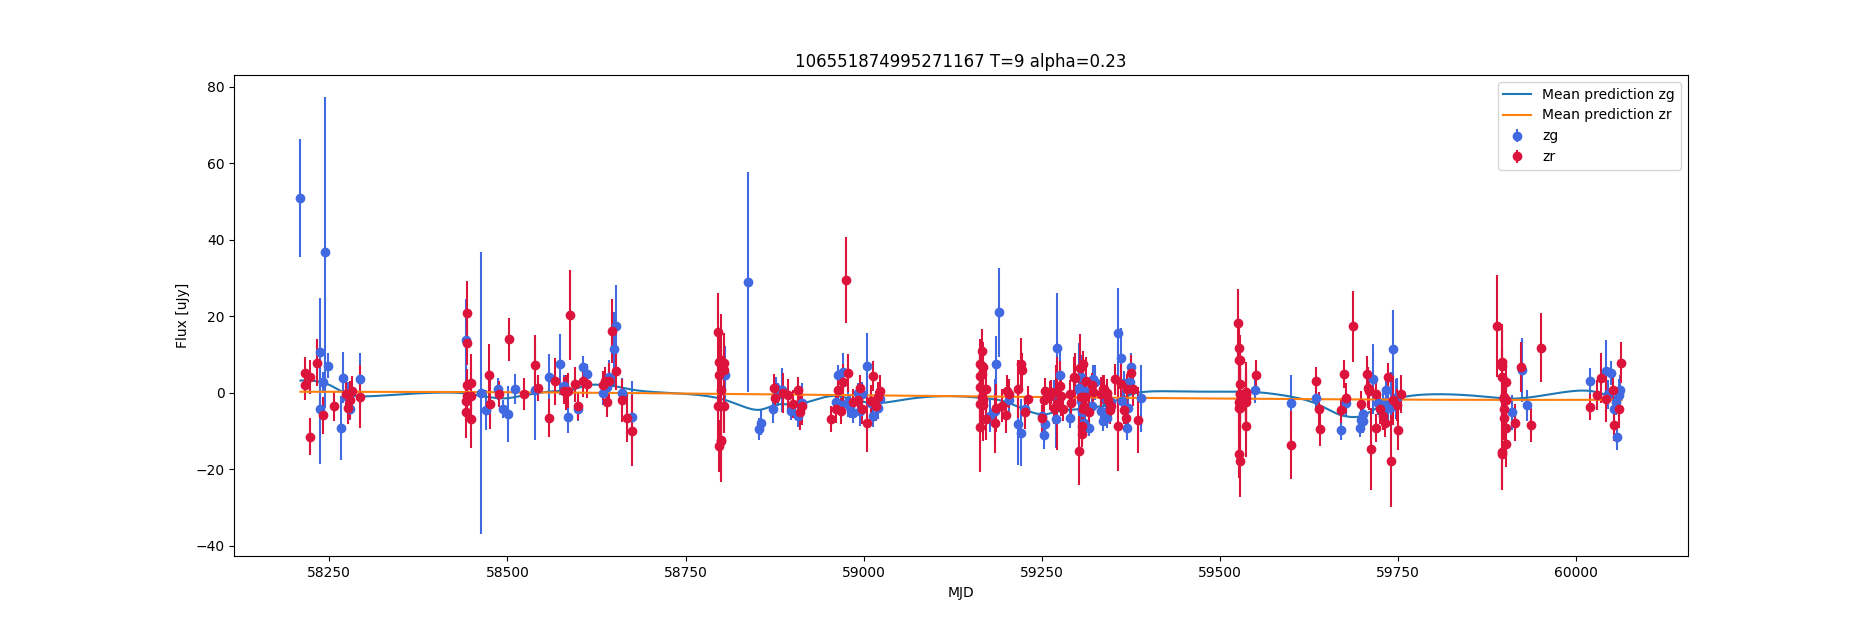 106551874995271167 T=9 alpha=0.23
Mean prediction zg
Mean prediction zr
zg
zr
80
60
40
20
0
−20
−40
Flux [uJy]
58250 58500 58750 59000 59250 59500 59750 60000
MJD